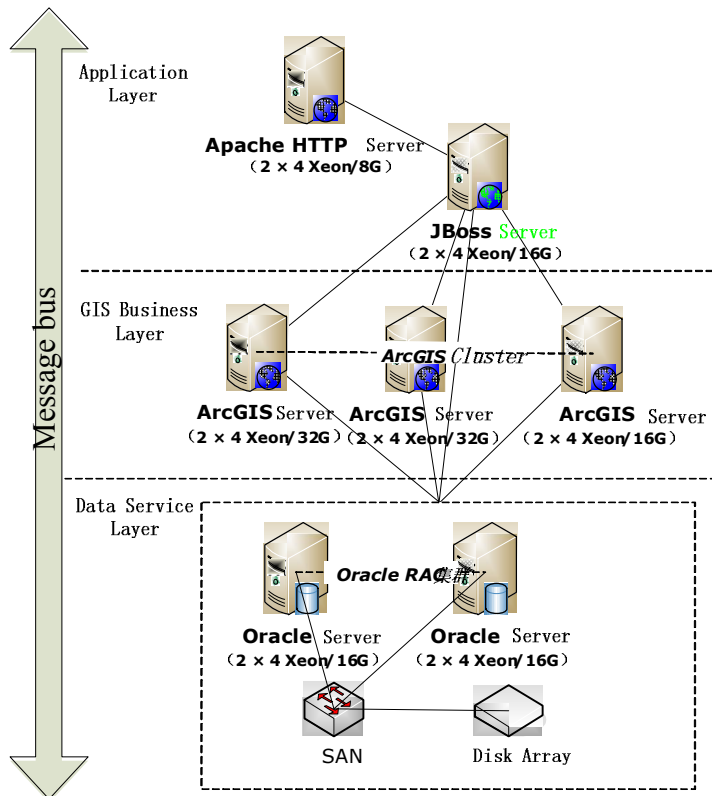 Application
Layer
Apache HTTP Server
(2 × 4 Xeon/8G)
JBoss Server
(2 × 4 Xeon/16G)
Message bus
GIS Business
Layer
ArcGIS Cluster
ArcGIS Server
(2 × 4 Xeon/32G)
ArcGIS Server
(2 × 4 Xeon/32G)
ArcGIS Server
(2 × 4 Xeon/16G)
Data Service
Layer
Oracle RAC集群
Oracle Server
(2 × 4 Xeon/16G)
Oracle Server
(2 × 4 Xeon/16G)
SAN
Disk Array